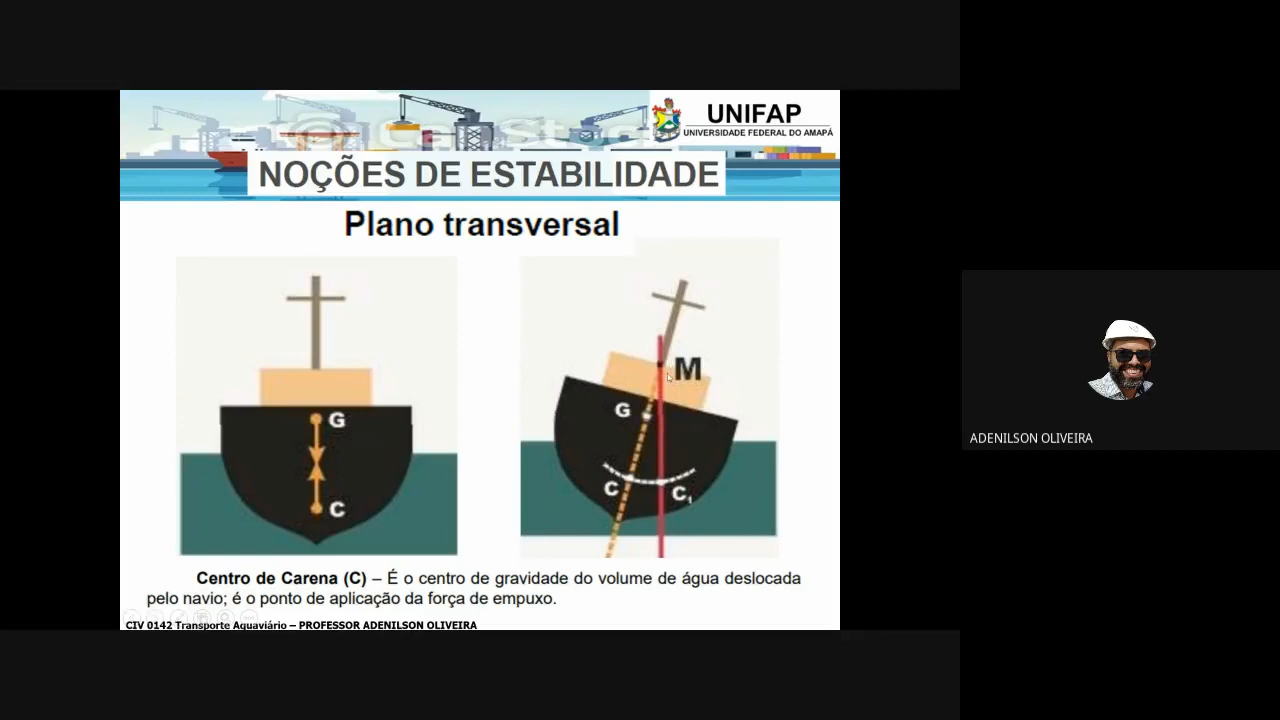 UNIFAP
UNIVERSIDADE FEDERAL DO AMAPÁ
NOÇÕES DE ESTABILIDADE
Plano transversal
G
C
M
G
C
C1
Centro de Carena (C) – É o centro de gravidade do volume de água deslocada
pelo navio; é o ponto de aplicação da força de empuxo.
CIV 0142 Transporte Aquaviário – PROFESSOR ADENILSON OLIVEIRA
ADENILSON OLIVEIRA